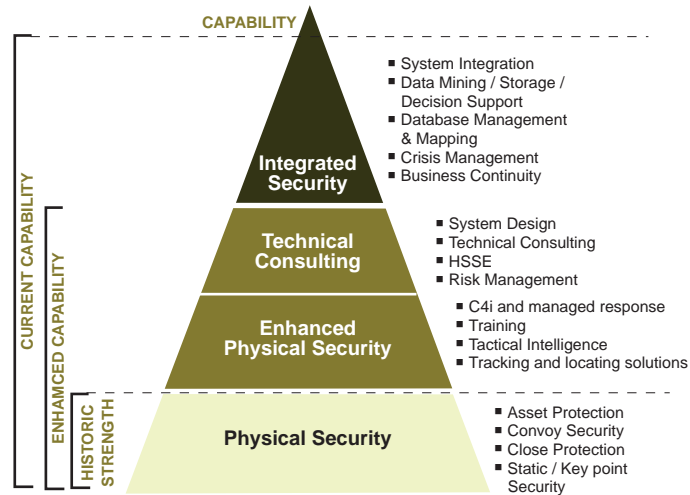 CAPABILITY
▪ System Integration
▪ Data Mining / Storage /
Decision Support
▪ Database Management
& Mapping
▪ Crisis Management
▪ Business Continuity
Integrated
Security
▪ System Design
▪ Technical Consulting
▪ HSSE
▪ Risk Management
Technical
Consulting
▪ C4i and managed response
▪ Training
▪ Tactical Intelligence
▪ Tracking and locating solutions
Enhanced
Physical Security
▪ Asset Protection
▪ Convoy Security
▪ Close Protection
▪ Static / Key point
Security
Physical Security
CURRENT CAPABILITY
ENHAMCED CAPABILITY
HISTORIC
STRENGTH